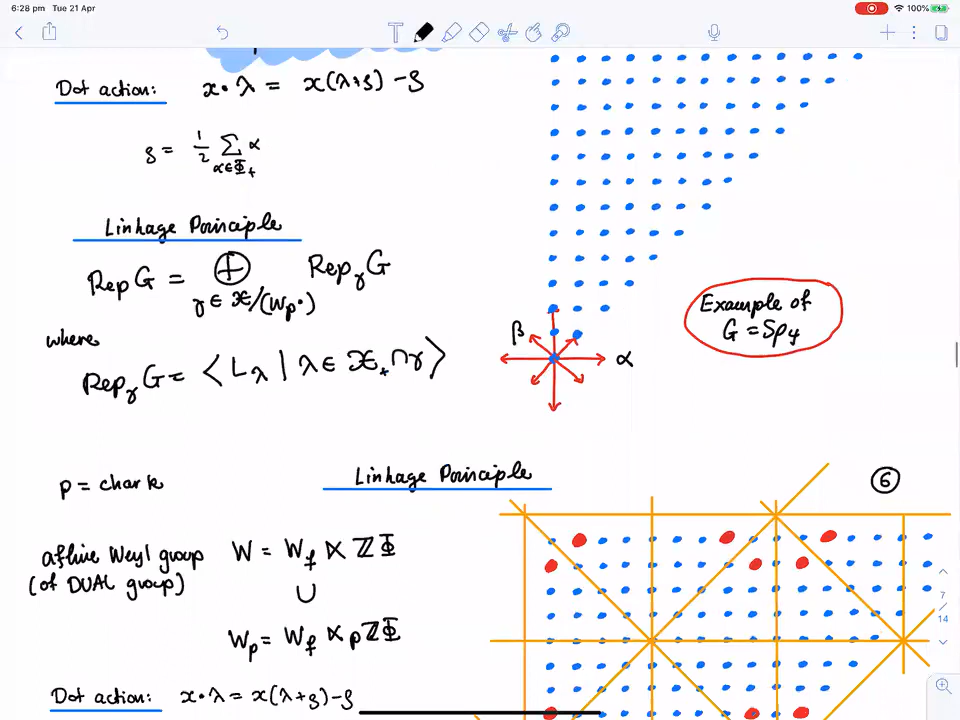 6:28 pm Tue 21 Apr
100%
Dot action: x·λ = x(λ+ρ) − ρ
ρ = 1/2 Σ α
α∈Φ₊
Linkage Principle
Rep G = ⊕ Rep_γ G
γ ∈ 𝔛/(W_p·)
where
Rep_γ G = ⟨ L_λ | λ ∈ 𝔛₊ ∩ γ ⟩
β
α
Example of
G = Sp₄
Linkage Principle
6
p = char k
affine Weyl group
(of DUAL group)
W = W_f ⋉ ℤΦ
∪
W_p = W_f ⋉ pℤΦ
Dot action: x·λ = x(λ+ρ) − ρ
7
/
14